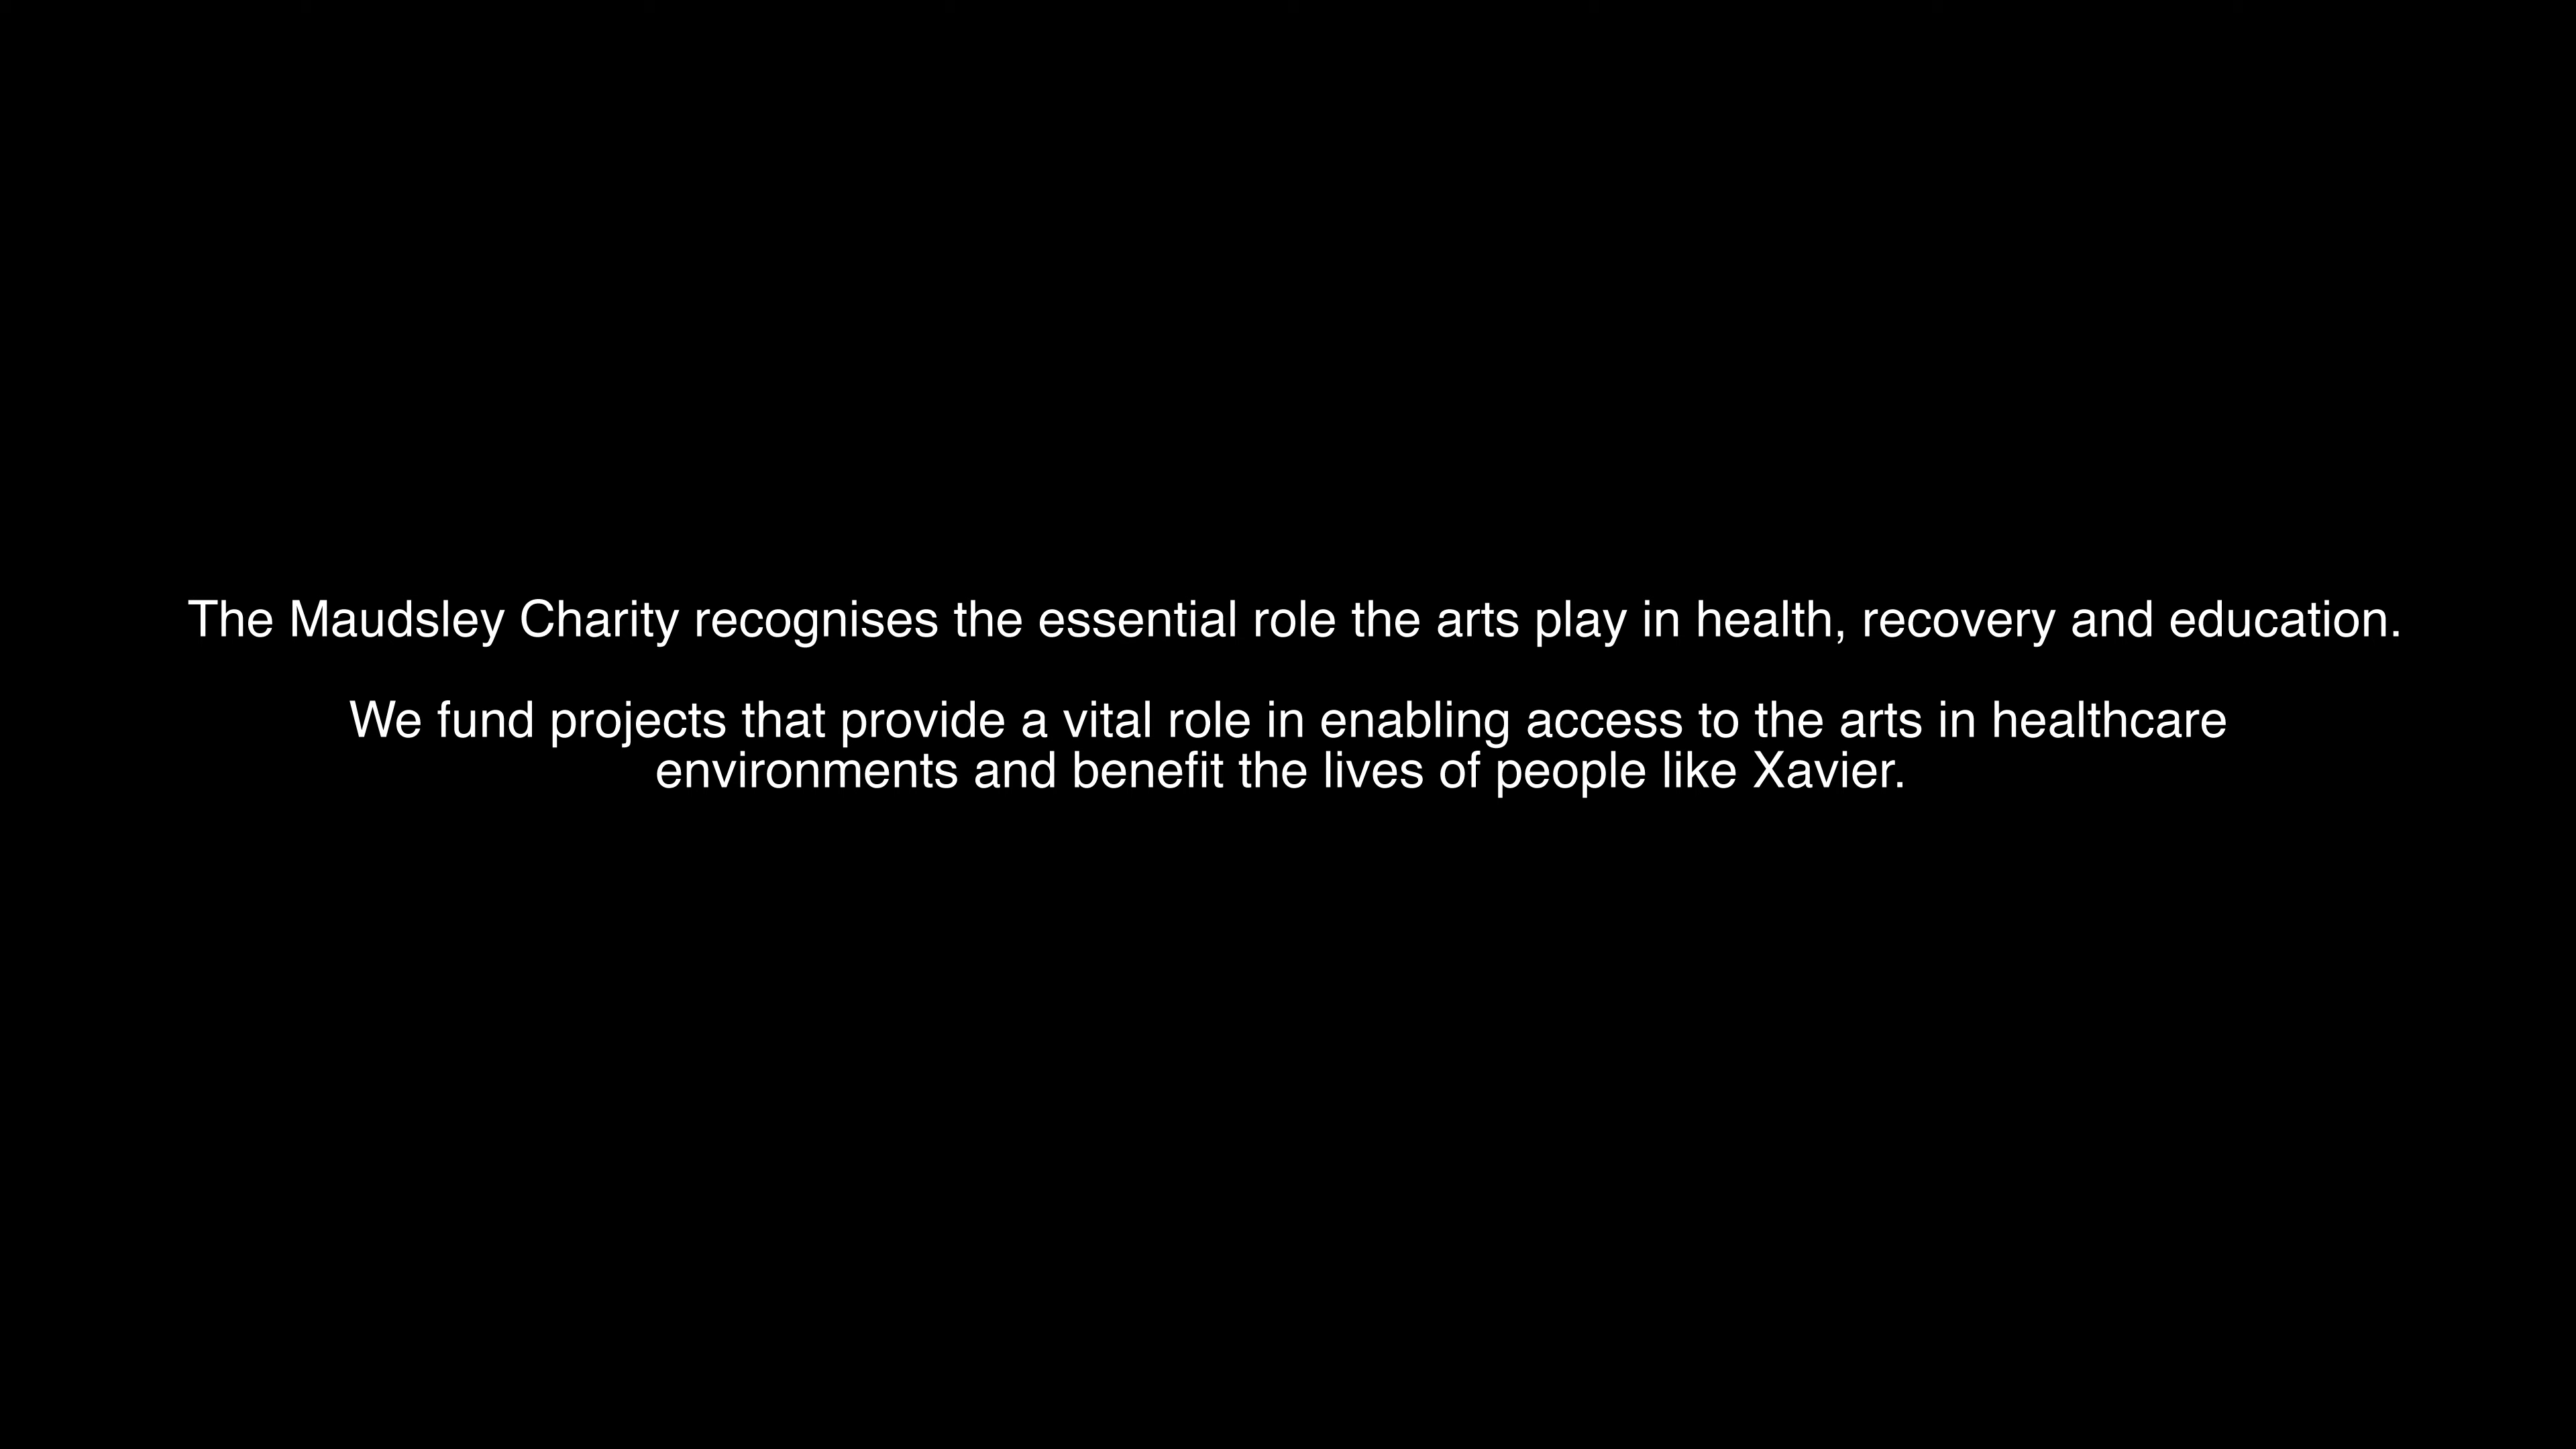 The Maudsley Charity recognises the essential role the arts play in health, recovery and education.
We fund projects that provide a vital role in enabling access to the arts in healthcare
environments and benefit the lives of people like Xavier.